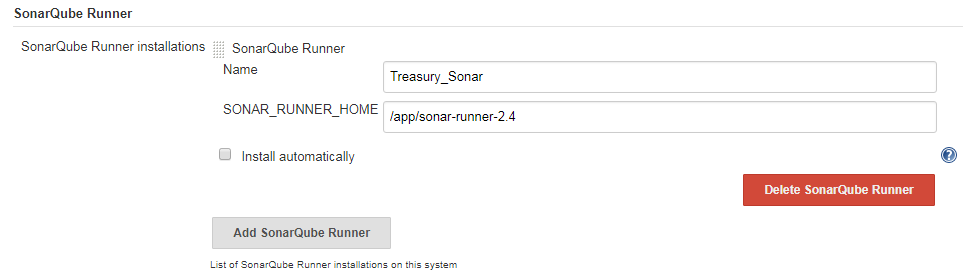 SonarQube Runner
SonarQube Runner installations
SonarQube Runner
Name
Treasury_Sonar
SONAR_RUNNER_HOME
/app/sonar-runner-2.4
Install automatically
?
Delete SonarQube Runner
Add SonarQube Runner
List of SonarQube Runner installations on this system